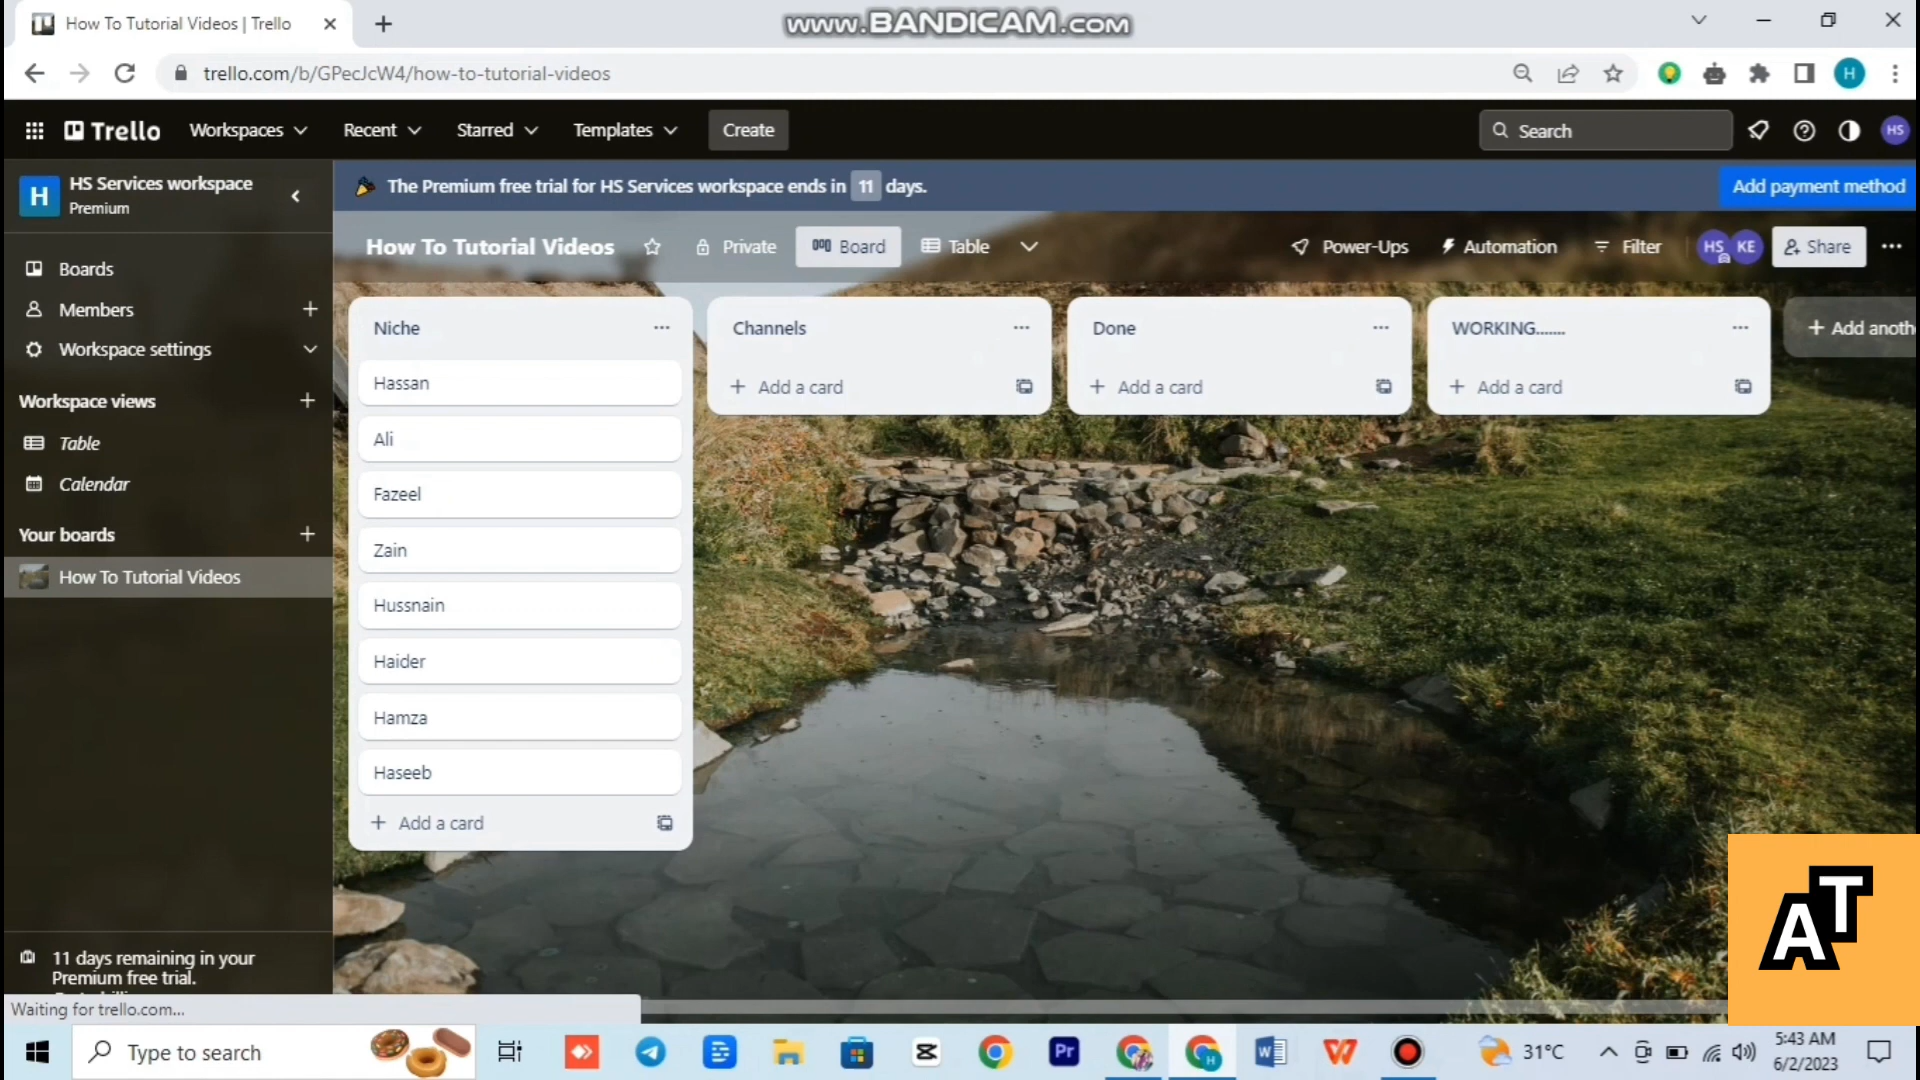 How To Tutorial Videos | Trello
www.BANDICAM.com
trello.com/b/GPecJcW4/how-to-tutorial-videos
H
Trello
Workspaces
Recent
Starred
Templates
Create
Search
HS
H
HS Services workspace
Premium
The Premium free trial for HS Services workspace ends in 11 days.
Add payment method
How To Tutorial Videos
Private
Board
Table
Power-Ups
Automation
Filter
HS
KE
Share
Boards
Members
Workspace settings
Workspace views
Table
Calendar
Your boards
How To Tutorial Videos
Niche
Hassan
Ali
Fazeel
Zain
Hussnain
Haider
Hamza
Haseeb
+ Add a card
Channels
+ Add a card
Done
+ Add a card
WORKING.......
+ Add a card
+ Add anoth
11 days remaining in your
Premium free trial.
AT
Waiting for trello.com...
Type to search
Pr
H
31°C
5:43 AM
6/2/2023